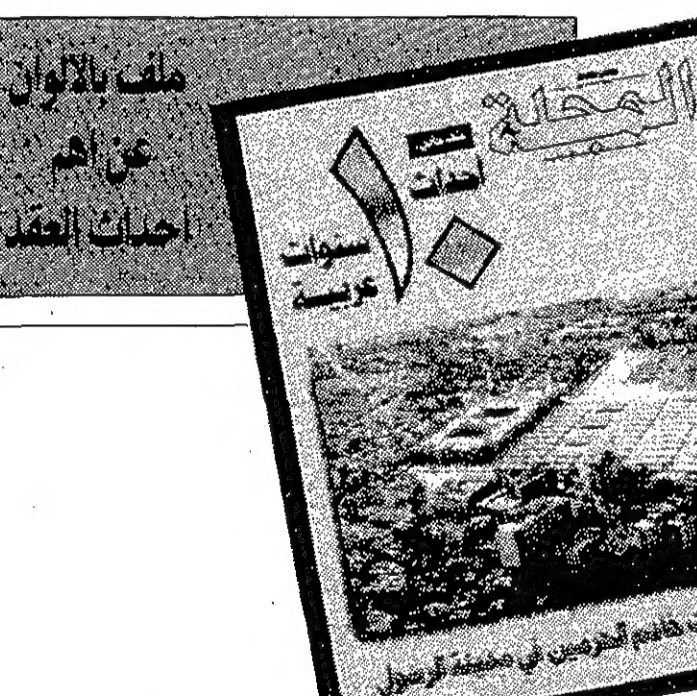 ملف بالالوان
عن اهم
احداث العقد
المجلة
احداث
١٠
سنوات
عربية
خادم الحرمين في مدينة الرسول